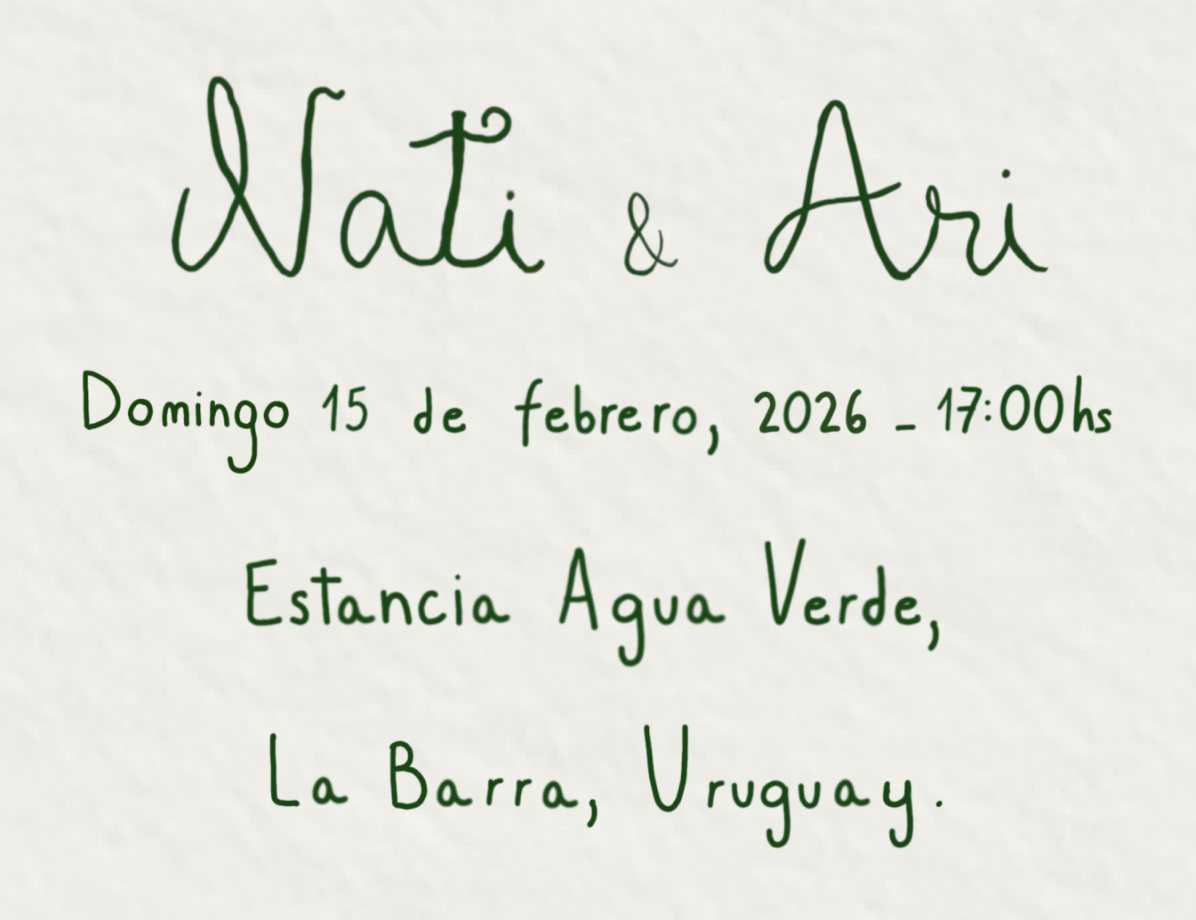 Nati & Ari
Domingo 15 de febrero, 2026 - 17:00hs
Estancia Agua Verde,
La Barra, Uruguay.